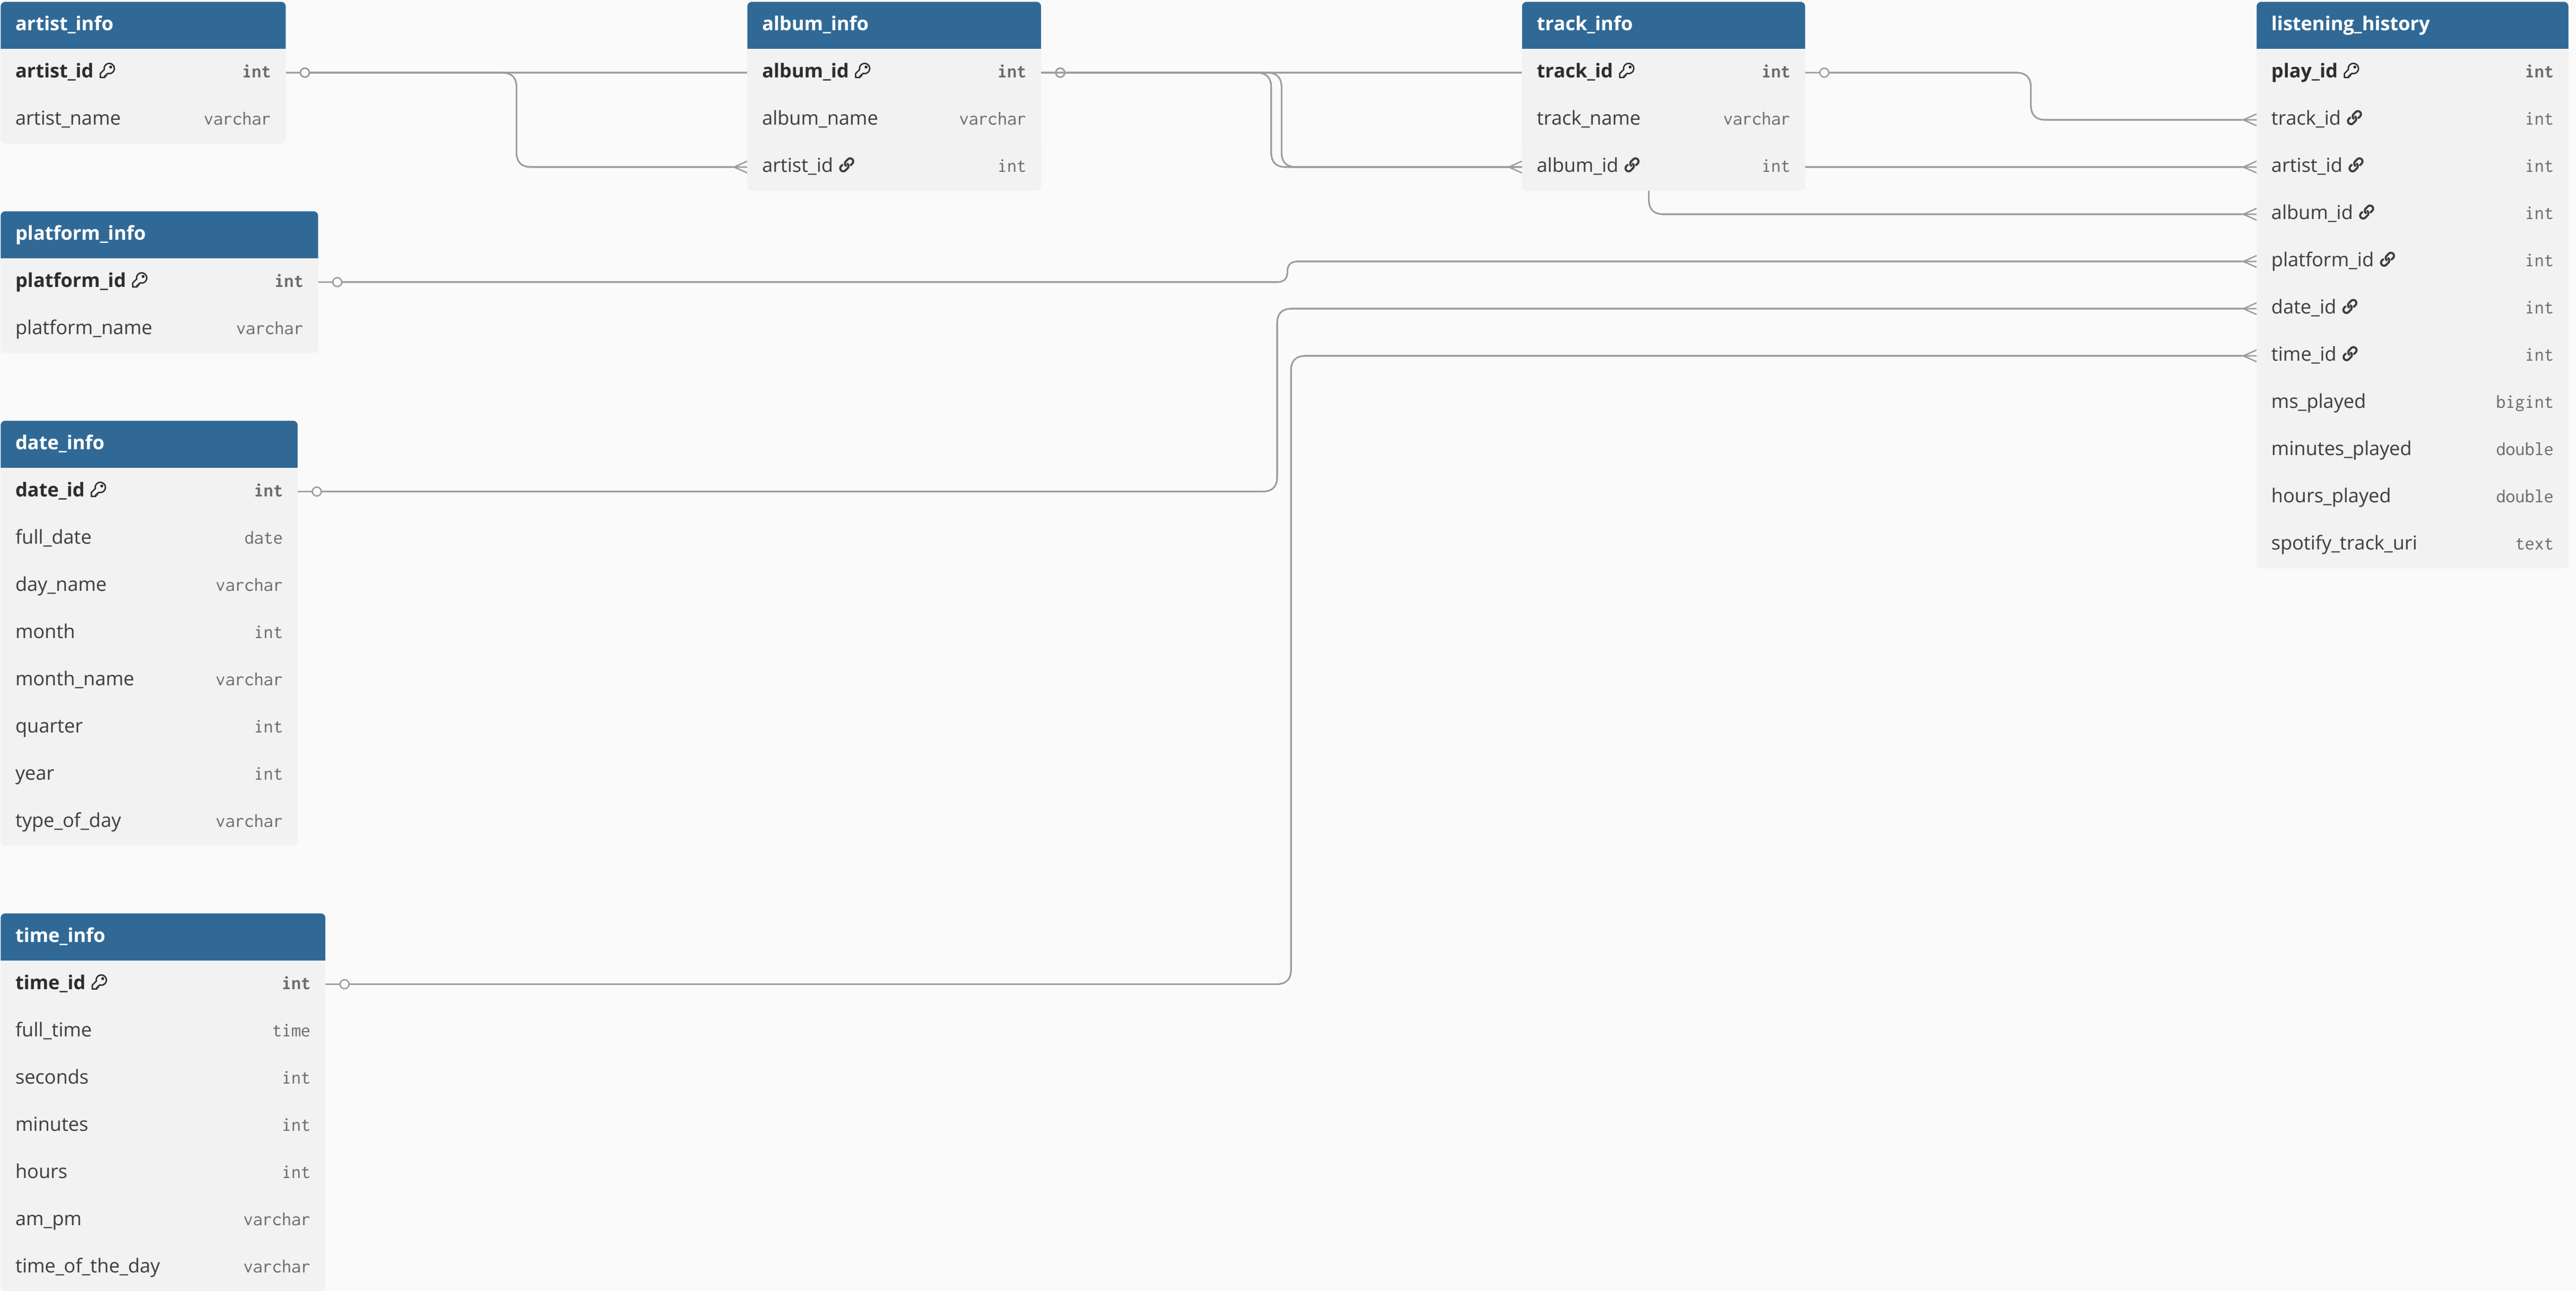 artist_info
artist_id int
artist_name varchar
album_info
album_id int
album_name varchar
artist_id int
track_info
track_id int
track_name varchar
album_id int
listening_history
play_id int
track_id int
artist_id int
album_id int
platform_id int
date_id int
time_id int
ms_played bigint
minutes_played double
hours_played double
spotify_track_uri text
platform_info
platform_id int
platform_name varchar
date_info
date_id int
full_date date
day_name varchar
month int
month_name varchar
quarter int
year int
type_of_day varchar
time_info
time_id int
full_time time
seconds int
minutes int
hours int
am_pm varchar
time_of_the_day varchar